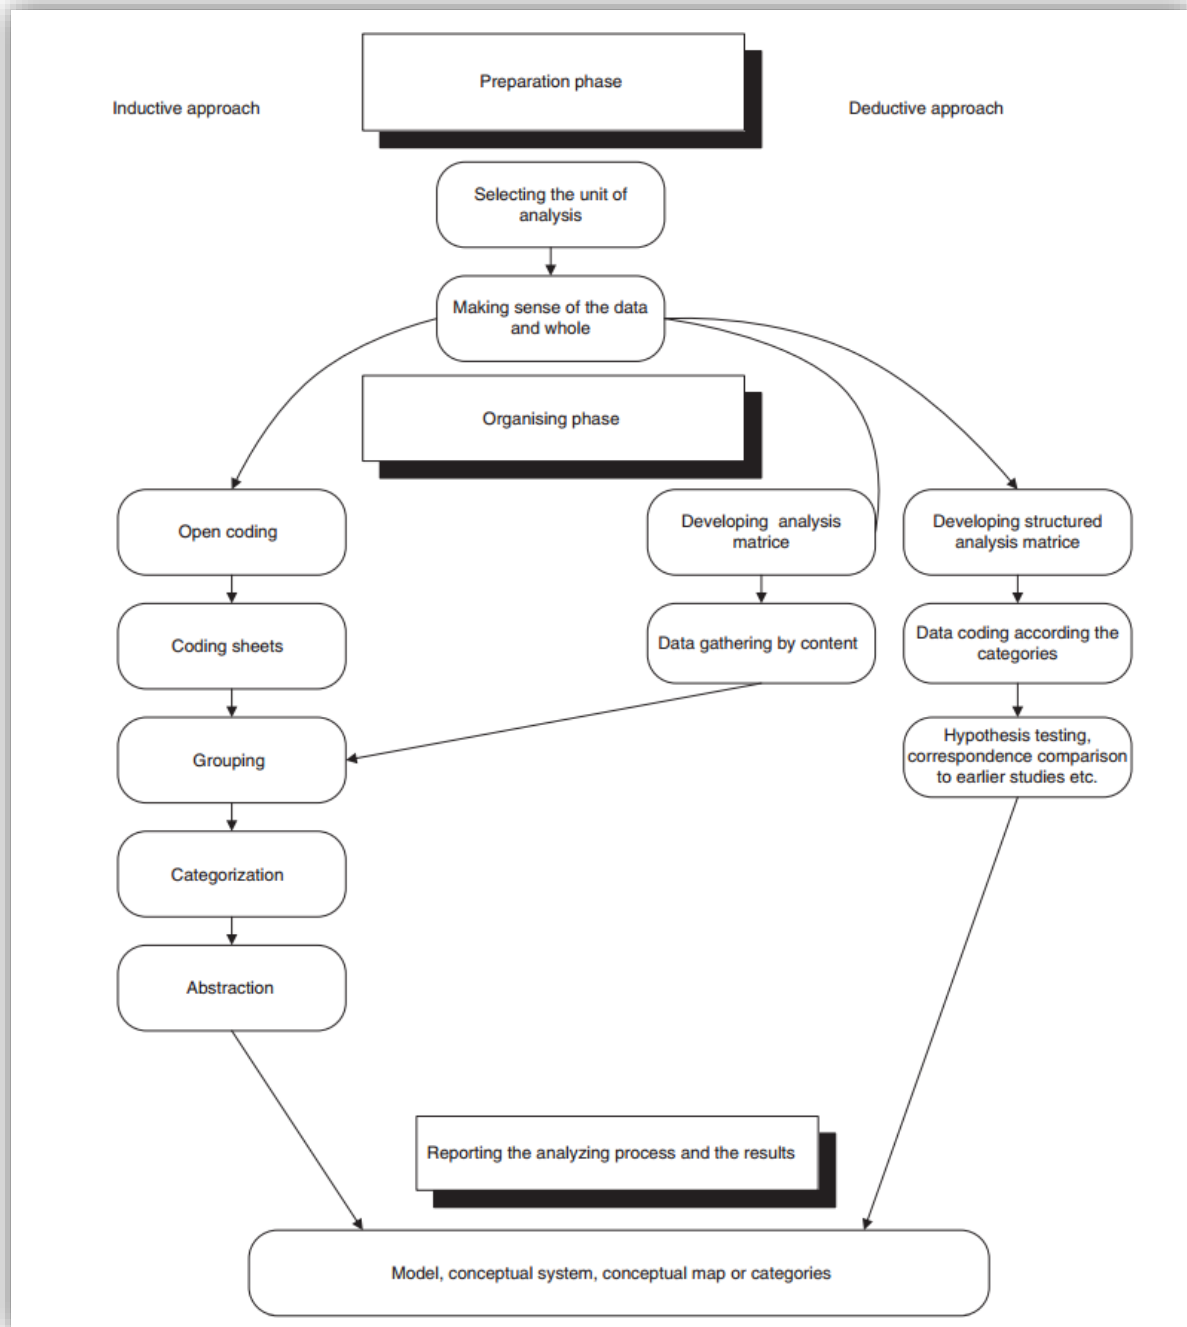 Preparation phase
Inductive approach
Deductive approach
Selecting the unit of
analysis
Making sense of the data
and whole
Organising phase
Open coding
Developing analysis
matrice
Developing structured
analysis matrice
Coding sheets
Data gathering by content
Data coding according the
categories
Grouping
Hypothesis testing,
correspondence comparison
to earlier studies etc.
Categorization
Abstraction
Reporting the analyzing process and the results
Model, conceptual system, conceptual map or categories